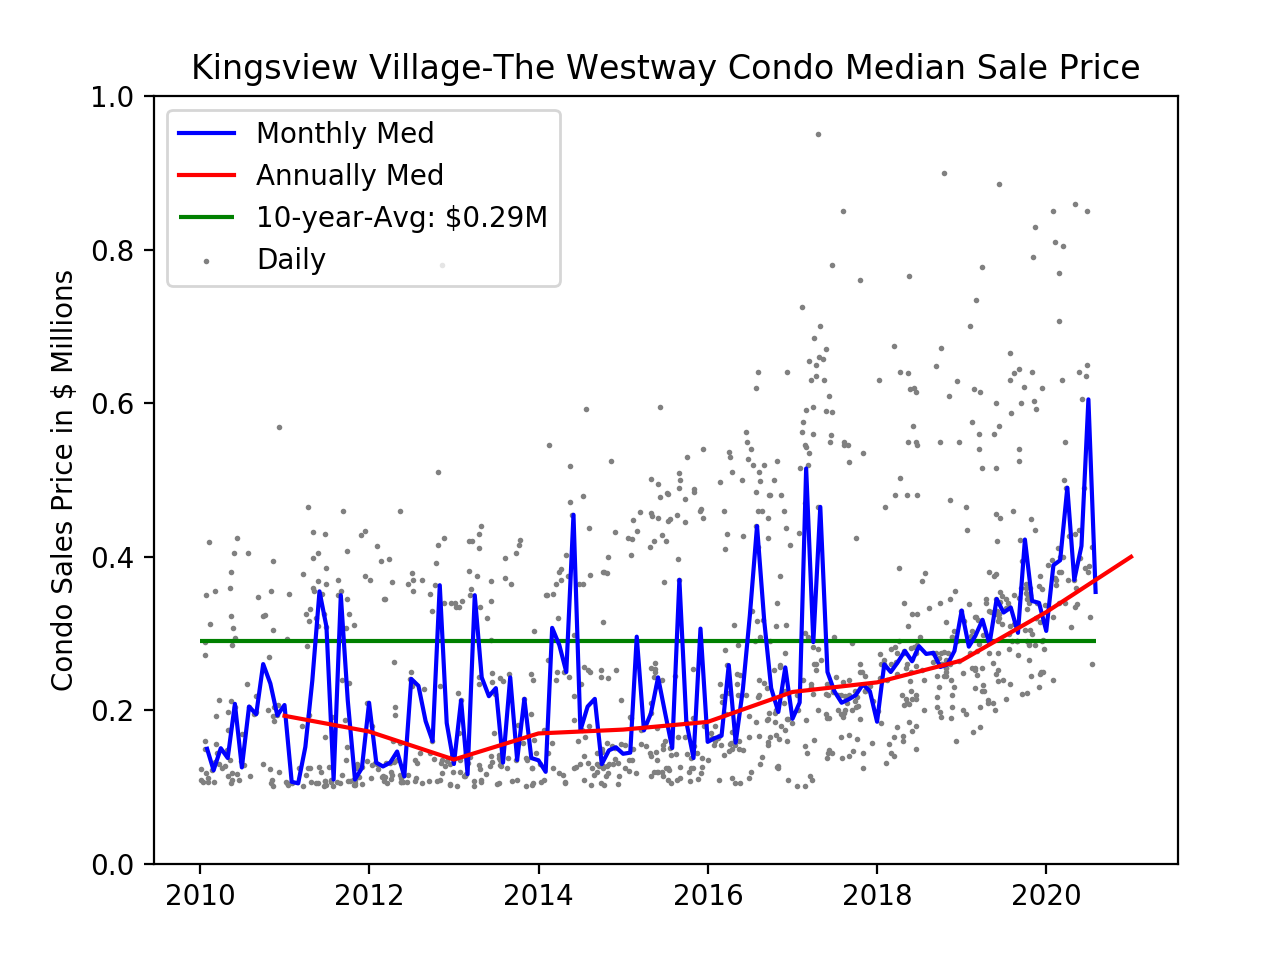 Kingsview Village-The Westway Condo Median Sale Price
Condo Sales Price in $ Millions
1.0
0.8
0.6
0.4
0.2
0.0
Monthly Med
Annually Med
10-year-Avg: $0.29M
Daily
2010 2012 2014 2016 2018 2020